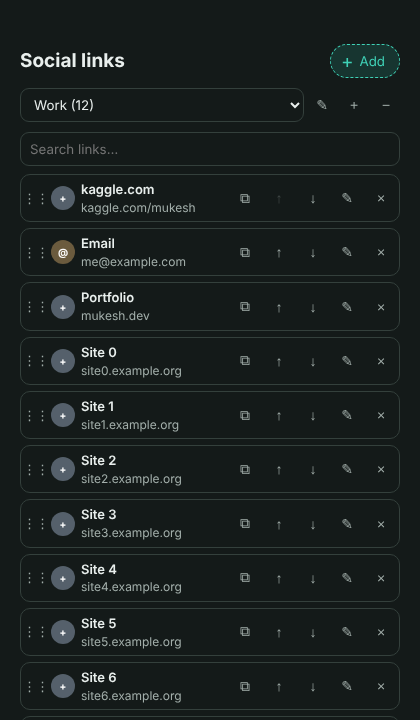 Social links
+ Add
Work (12)
✎ + −
Search links...
kaggle.com
kaggle.com/mukesh
@
Email
me@example.com
Portfolio
mukesh.dev
Site 0
site0.example.org
Site 1
site1.example.org
Site 2
site2.example.org
Site 3
site3.example.org
Site 4
site4.example.org
Site 5
site5.example.org
Site 6
site6.example.org